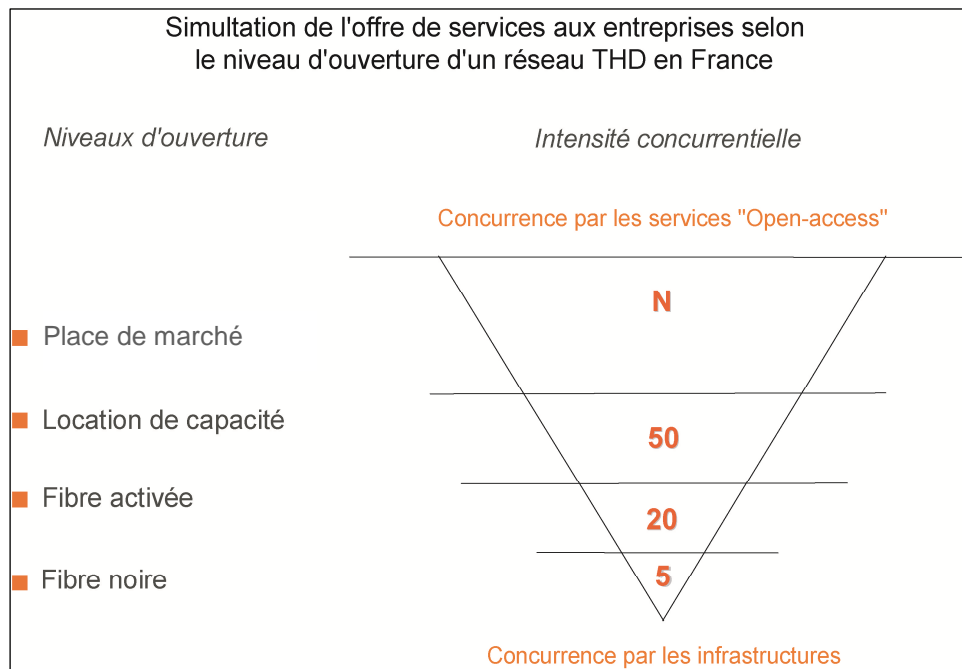 Simultation de l'offre de services aux entreprises selon
le niveau d'ouverture d'un réseau THD en France
Niveaux d'ouverture
Intensité concurrentielle
Concurrence par les services "Open-access"
N
Place de marché
Location de capacité
50
Fibre activée
20
Fibre noire
5
Concurrence par les infrastructures